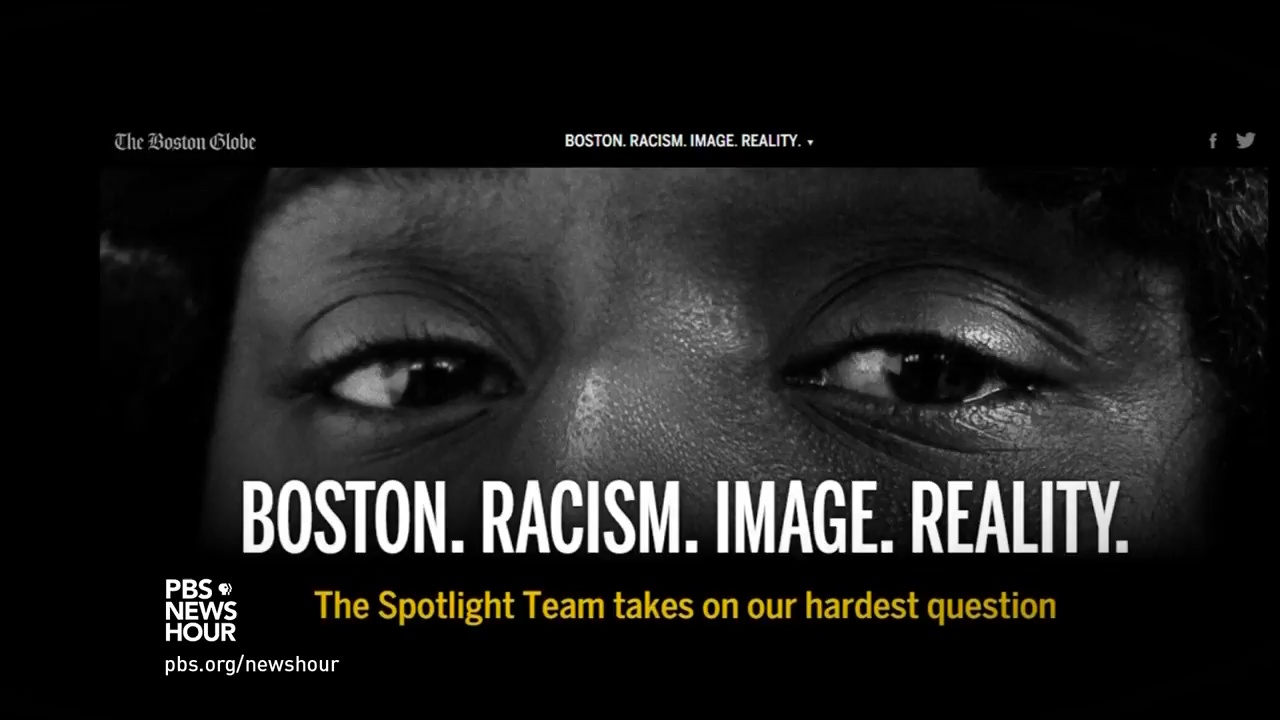 The Boston Globe
BOSTON. RACISM. IMAGE. REALITY.
BOSTON. RACISM. IMAGE. REALITY.
The Spotlight Team takes on our hardest question
PBS
NEWS
HOUR
pbs.org/newshour